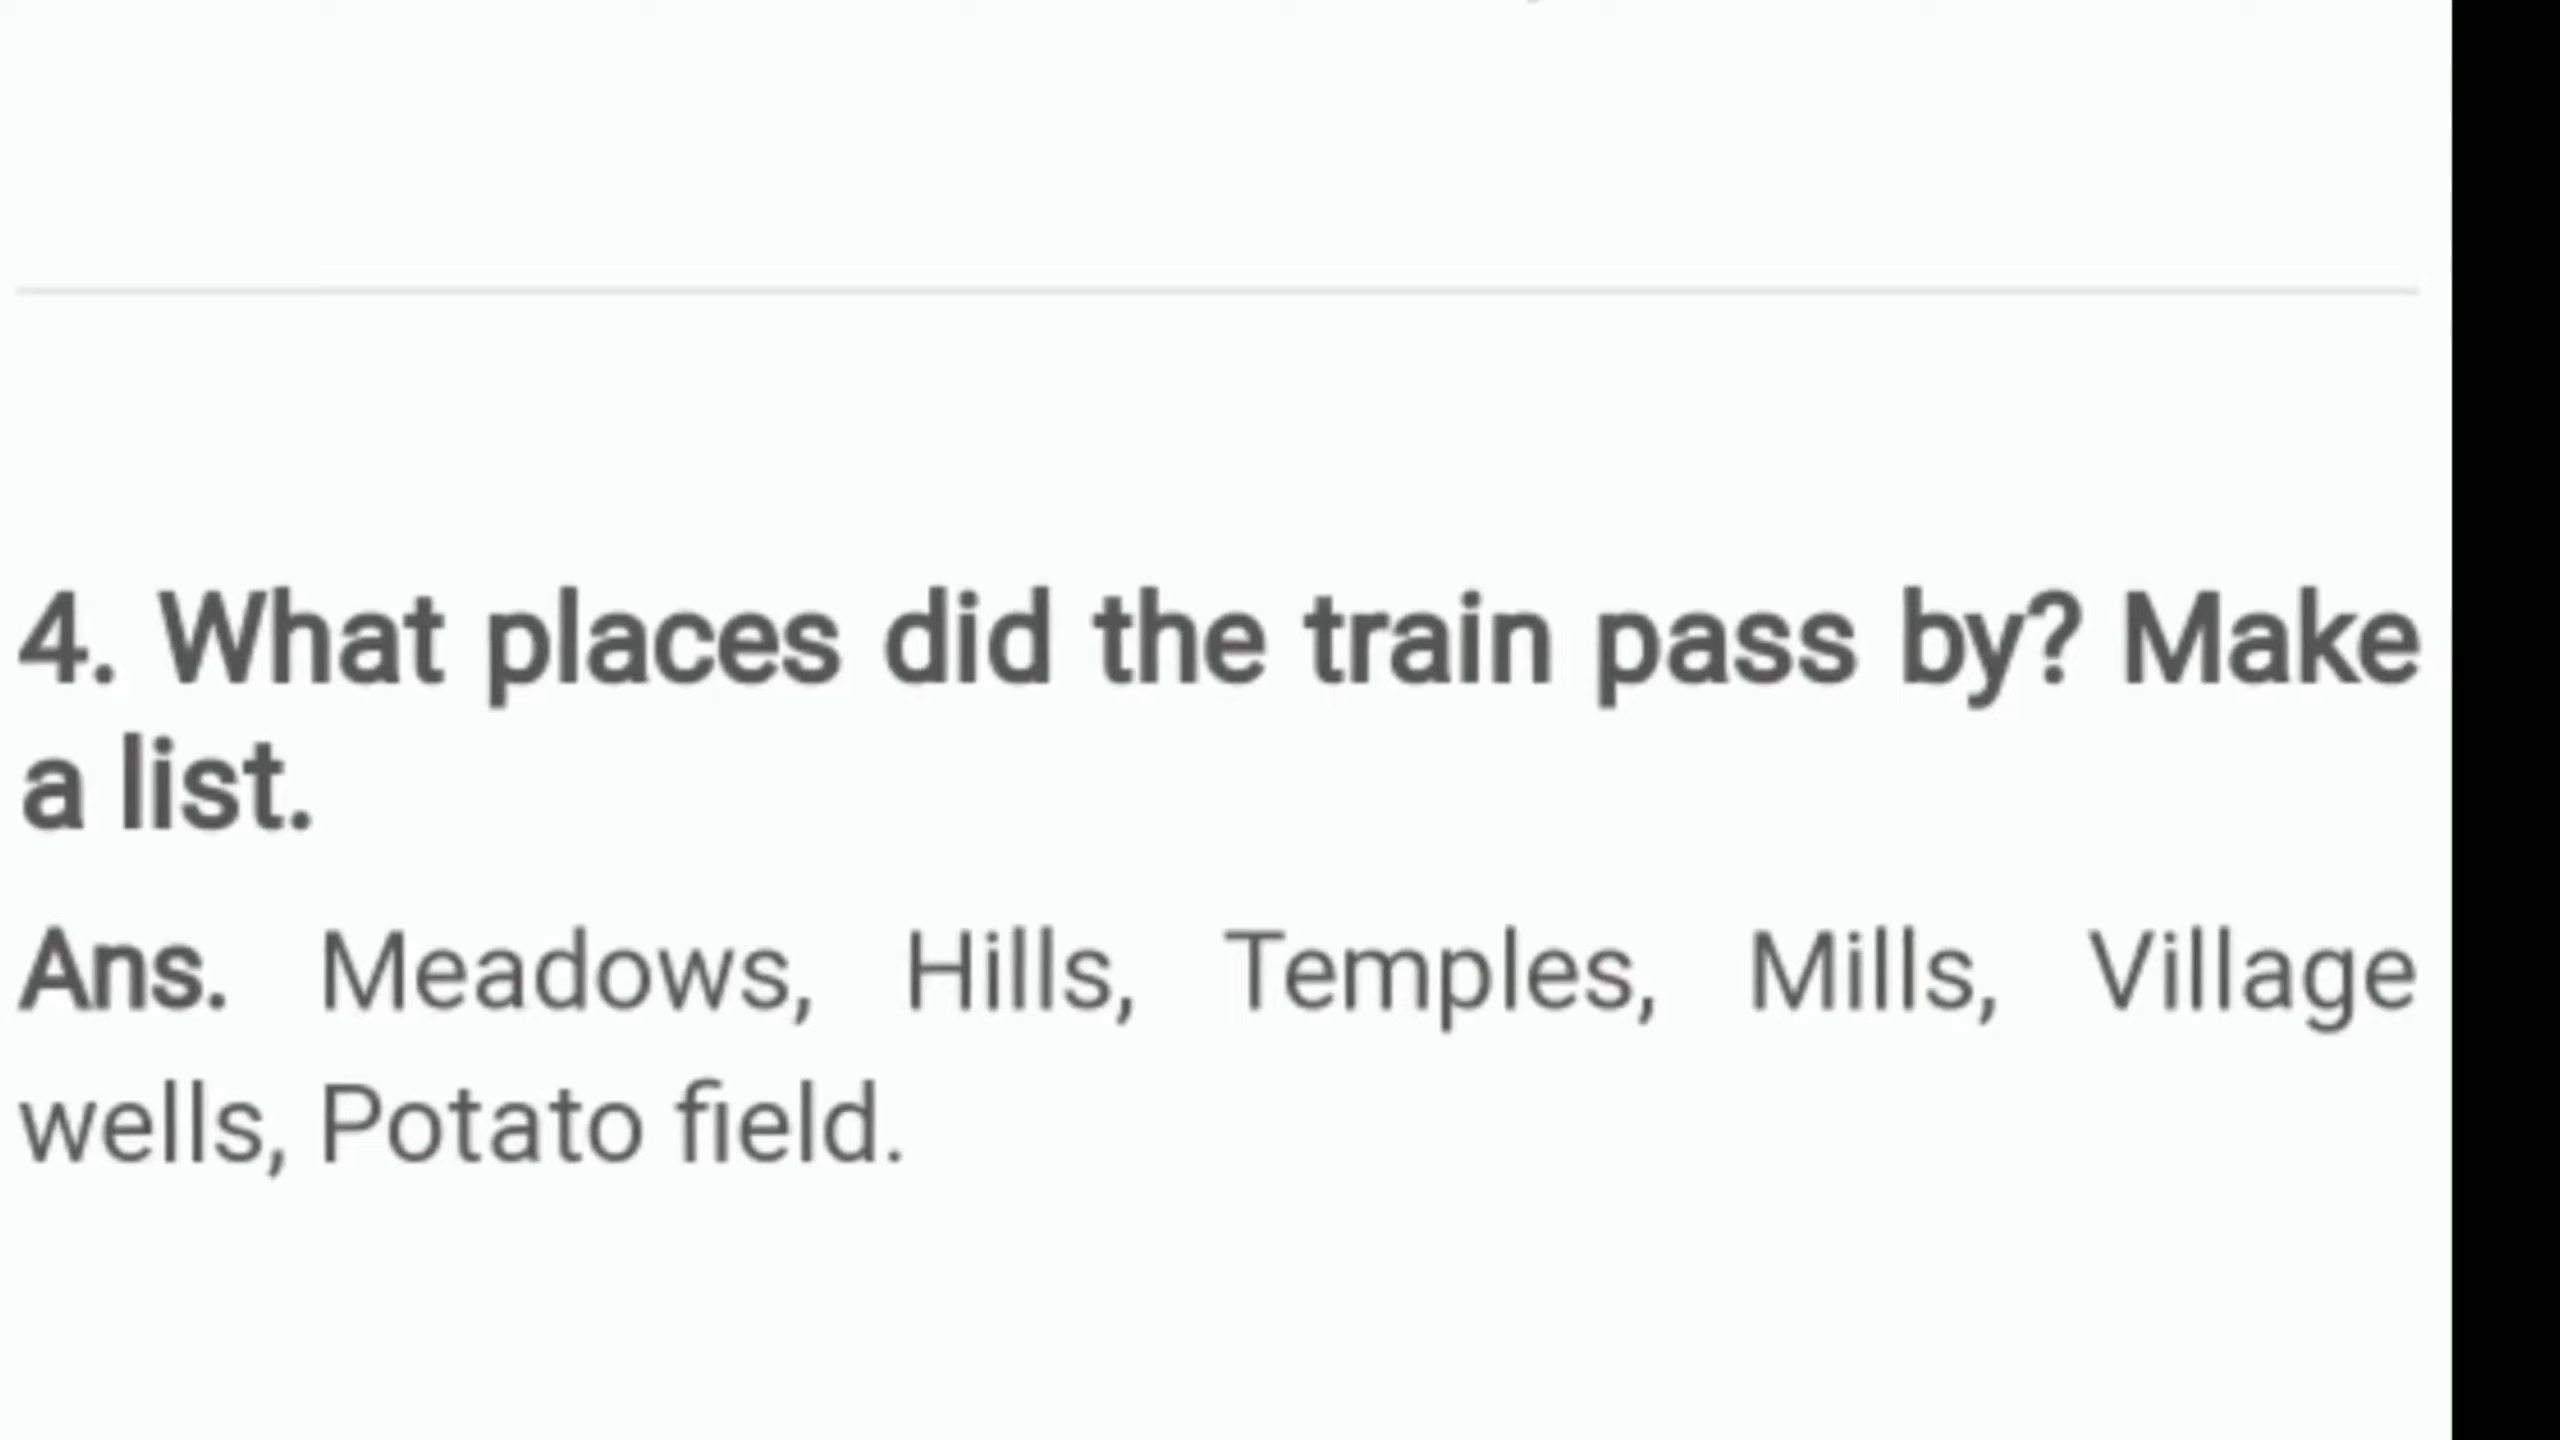 4. What places did the train pass by? Make
a list.
Ans. Meadows, Hills, Temples, Mills, Village
wells, Potato field.